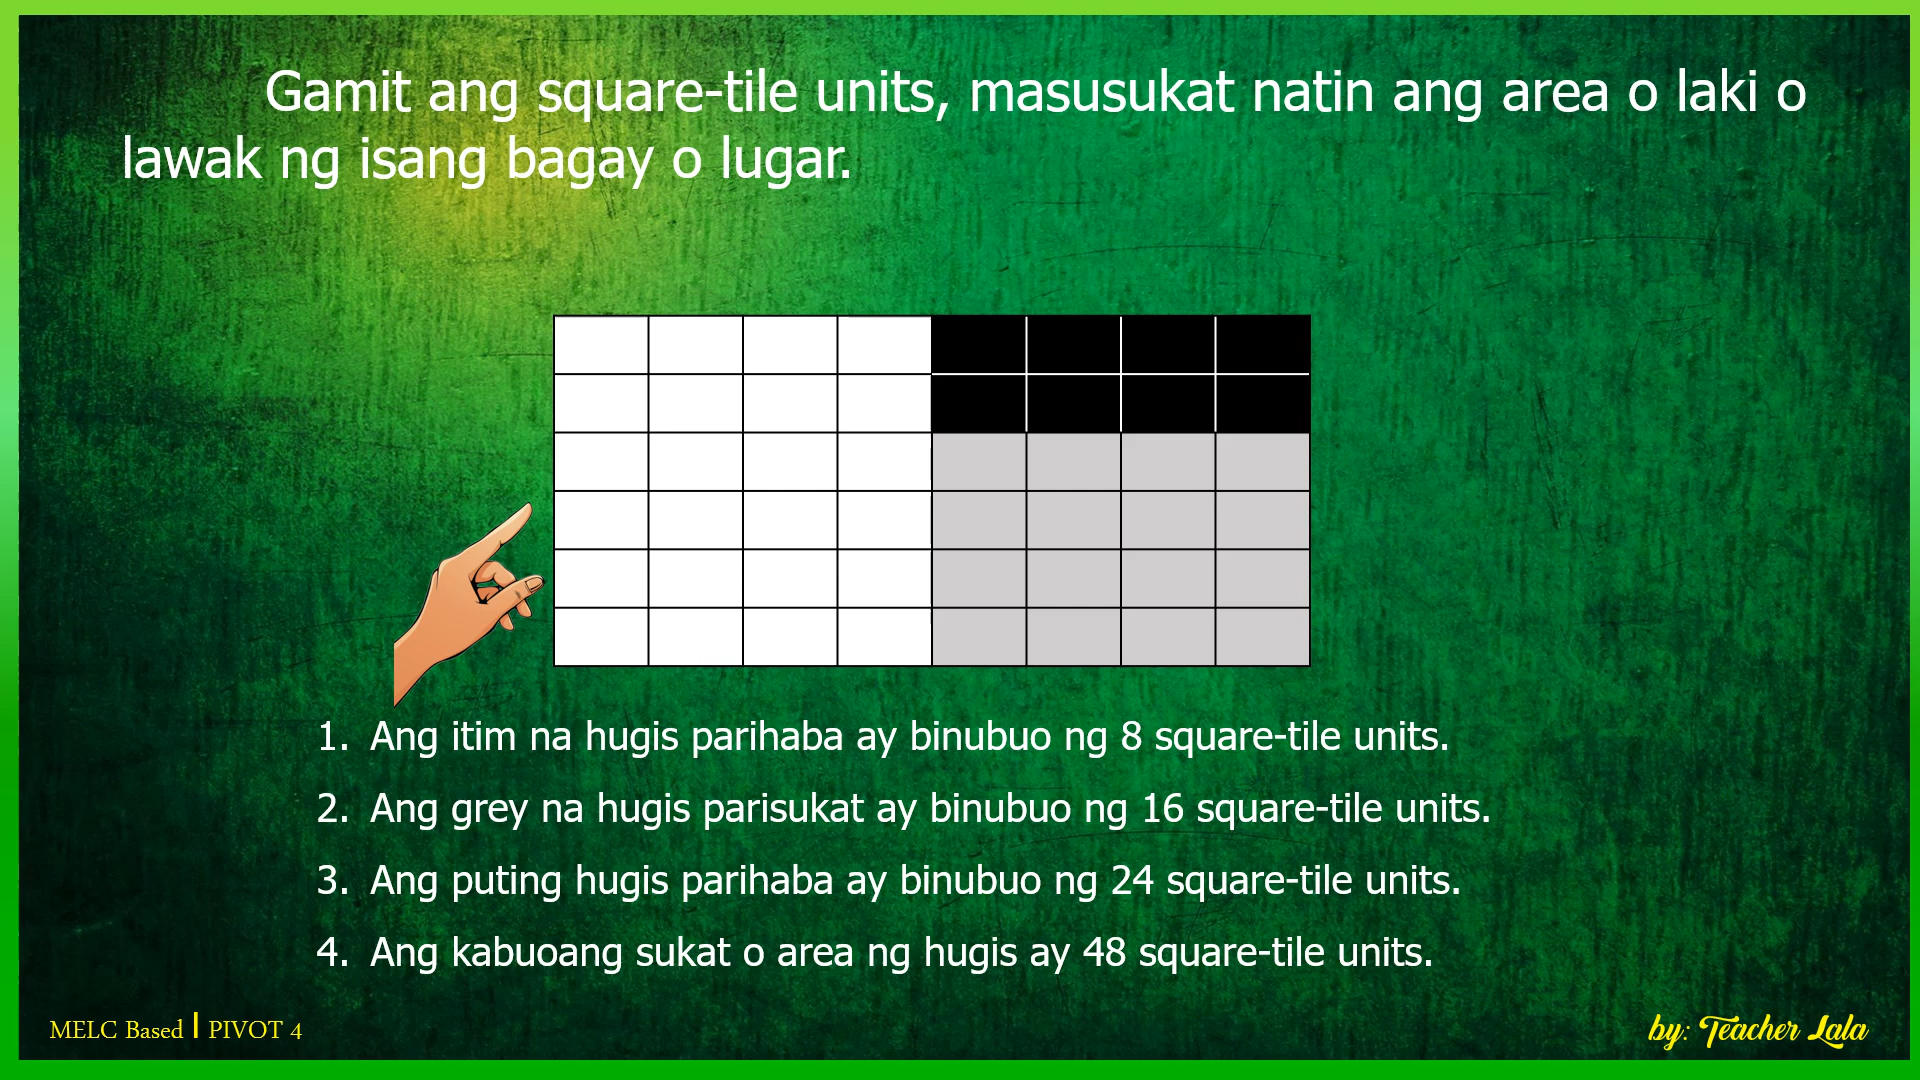 Gamit ang square-tile units, masusukat natin ang area o laki o
lawak ng isang bagay o lugar.
1. Ang itim na hugis parihaba ay binubuo ng 8 square-tile units.
2. Ang grey na hugis parisukat ay binubuo ng 16 square-tile units.
3. Ang puting hugis parihaba ay binubuo ng 24 square-tile units.
4. Ang kabuoang sukat o area ng hugis ay 48 square-tile units.
MELC Based | PIVOT 4
by: Teacher Lala